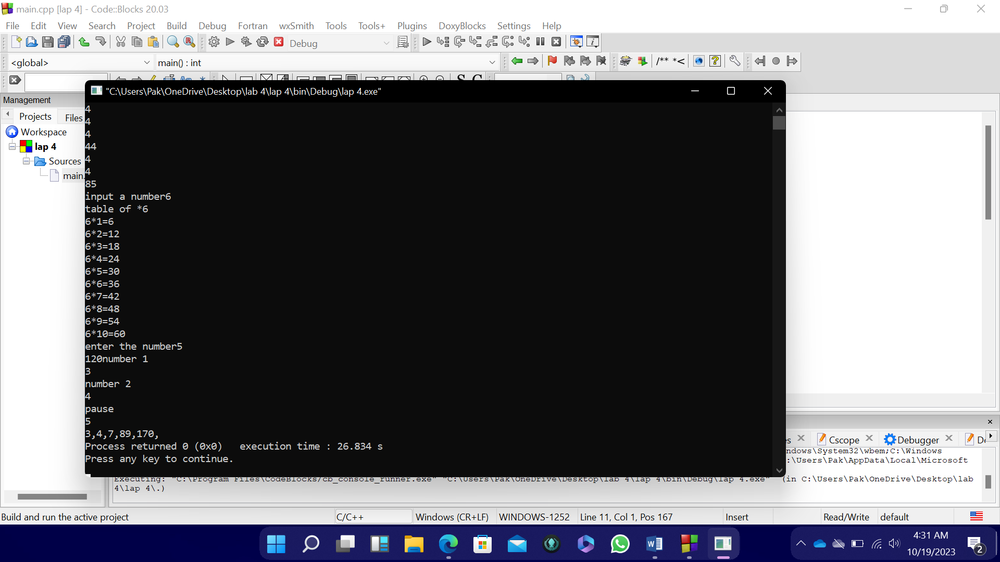 main.cpp [lap 4] - Code::Blocks 20.03
File Edit View Search Project Build Debug Fortran wxSmith Tools Tools+ Plugins DoxyBlocks Settings Help
Debug
<global> main() : int
/** *<
"C:\Users\Pak\OneDrive\Desktop\lab 4\lap 4\bin\Debug\lap 4.exe"
Management
Projects Files
Workspace
lap 4
Sources
main.
4
4
4
44
4
4
85
input a number6
table of *6
6*1=6
6*2=12
6*3=18
6*4=24
6*5=30
6*6=36
6*7=42
6*8=48
6*9=54
6*10=60
enter the number5
120number 1
3
number 2
4
pause
5
3,4,7,89,170,
Process returned 0 (0x0)   execution time : 26.834 s
Press any key to continue.
Cscope Debugger
ndows\System32\wbem;C:\Windows
:\Users\Pak\AppData\Local\Microsoft
Executing: "C:\Program Files\CodeBlocks/cb_console_runner.exe" "C:\Users\Pak\OneDrive\Desktop\lab 4\lap 4\bin\Debug\lap 4.exe"  (in C:\Users\Pak\OneDrive\Desktop\lab
4\lap 4\.)
Build and run the active project C/C++ Windows (CR+LF) WINDOWS-1252 Line 11, Col 1, Pos 167 Insert Read/Write default
4:31 AM
10/19/2023
2